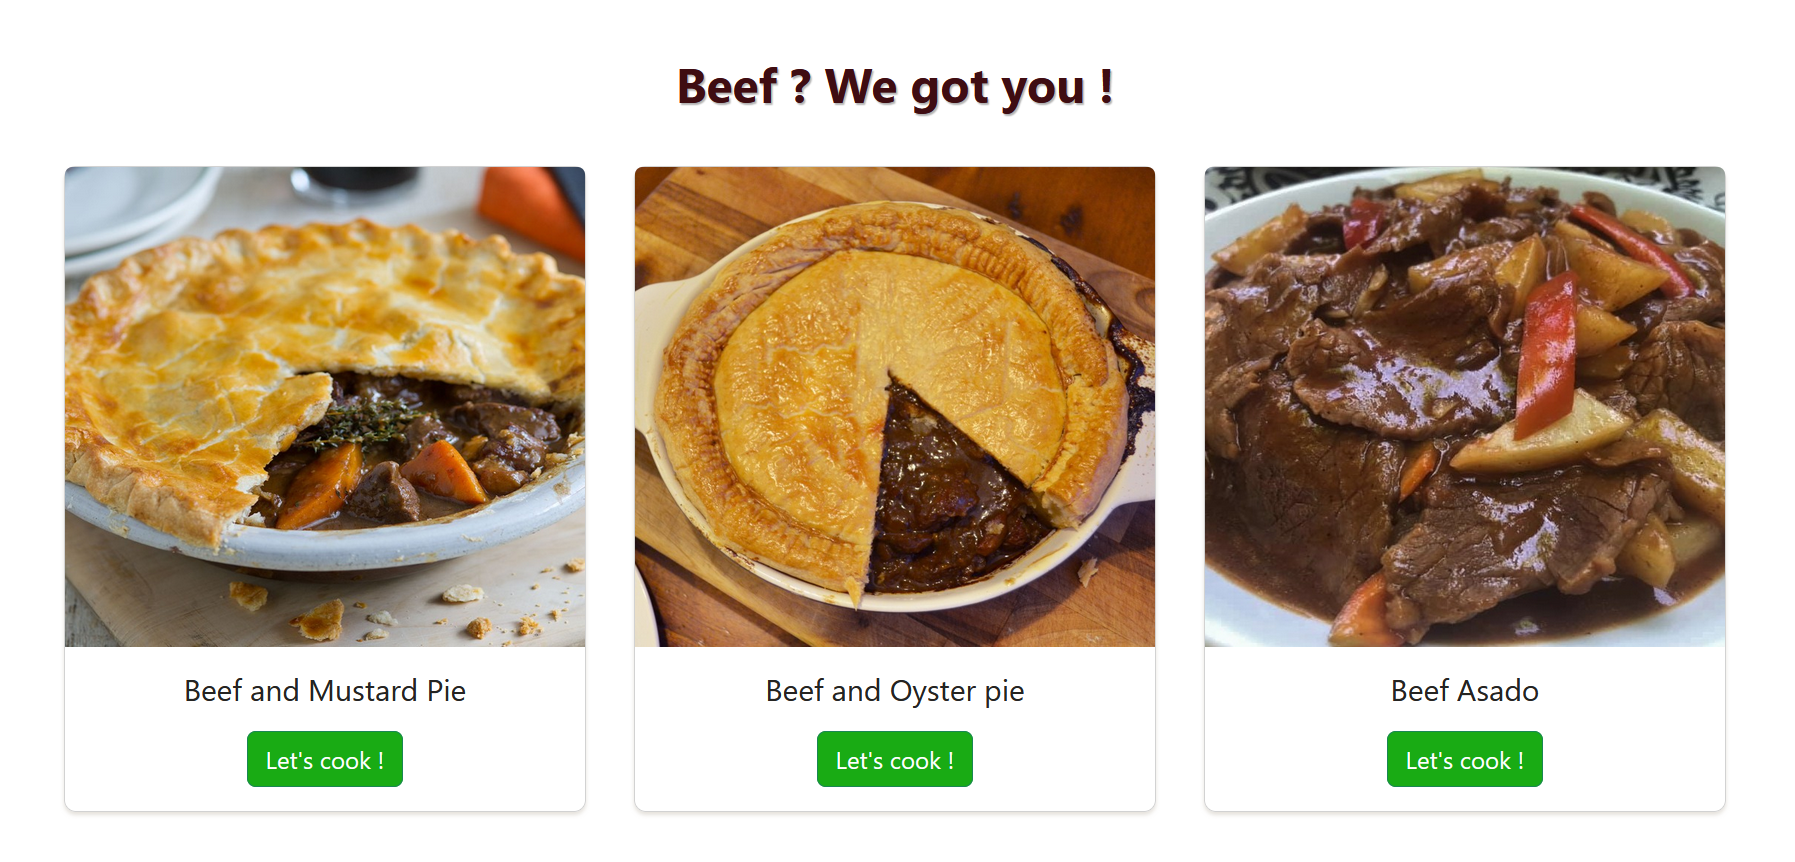 Beef ? We got you !
Beef and Mustard Pie
Let's cook !
Beef and Oyster pie
Let's cook !
Beef Asado
Let's cook !